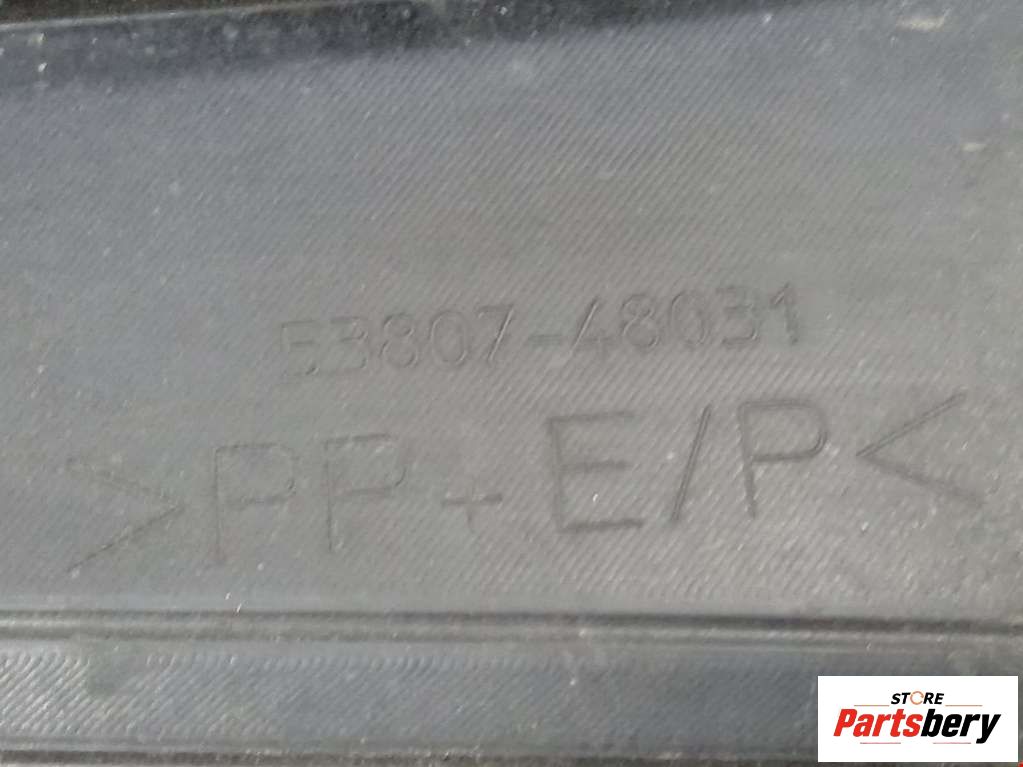 53807-48031
>PP+E/P<
STORE
Partsbery